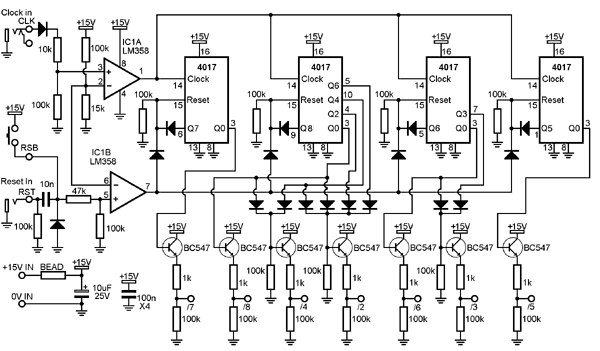 Clock in
CLK
+15V
+15V
IC1A
LM358
10k
100k
3
2
8
4
1
100k
15k
+15V
16
4017
14
Clock
15
Reset
100k
6
Q7
Q0
3
13
8
+15V
16
4017
14
Clock
Q6
5
Q4
10
15
Reset
Q2
4
100k
9
Q8
Q0
3
13
8
+15V
16
4017
14
Clock
15
Reset
Q3
7
100k
5
Q6
Q0
3
13
8
+15V
16
4017
14
Clock
15
Reset
100k
1
Q5
Q0
3
13
8
+15V
RSB
IC1B
LM358
6
5
7
Reset In
RST
10n
47k
100k
100k
+15V IN
BEAD
+15V
0V IN
10uF
25V
+15V
100n
X4
+15V
BC547
1k
/7
100k
+15V
BC547
1k
/8
100k
100k
+15V
BC547
1k
/4
100k
+15V
BC547
1k
/2
100k
+15V
BC547
1k
/6
100k
100k
+15V
BC547
1k
/3
100k
+15V
BC547
1k
/5
100k